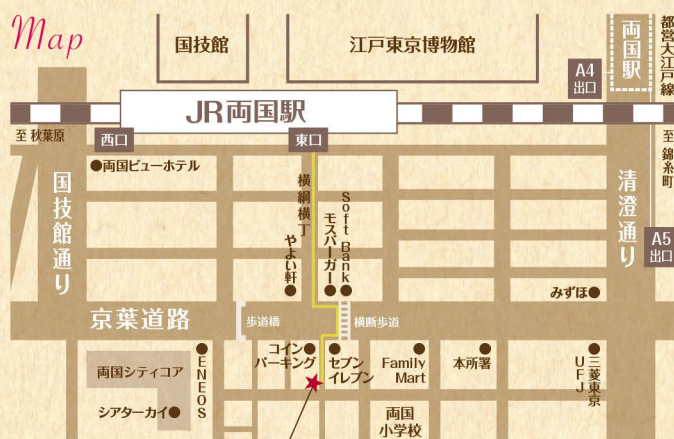 Map
国技館
江戸東京博物館
両国駅
都営大江戸線
A4
出口
JR両国駅
至 秋葉原
西口
東口
至 錦糸町
両国ビューホテル
国技館通り
横綱横丁
清澄通り
やよい軒
モスバーガー
Soft Bank
A5
出口
みずほ
京葉道路
歩道橋
横断歩道
コイン
パーキング
セブン
イレブン
Family
Mart
本所署
三菱東京
UFJ
ENEOS
両国シティコア
シアターカイ
両国
小学校